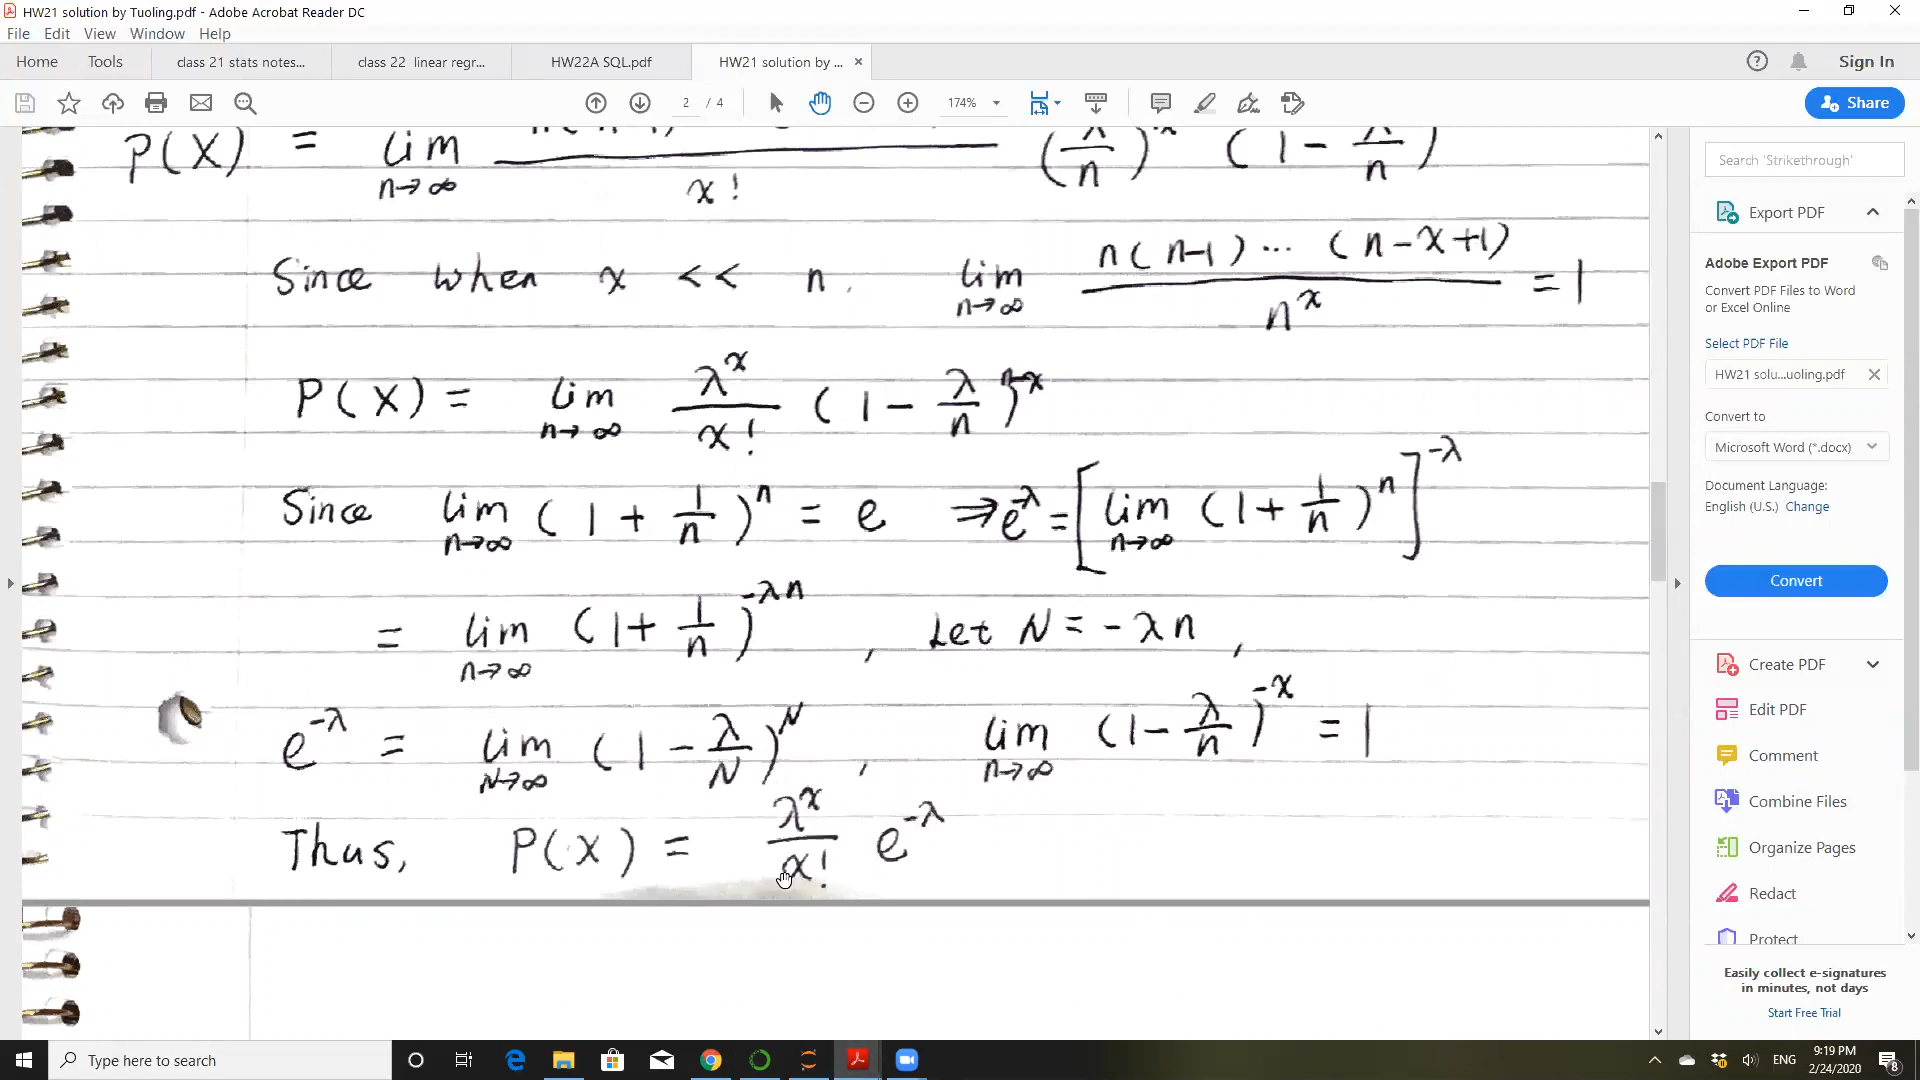 HW21 solution by Tuoling.pdf - Adobe Acrobat Reader DC
File Edit View Window Help
Home Tools class 21 stats notes... class 22 linear regr... HW22A SQL.pdf HW21 solution by ... × Sign In
2 / 4 174% Share
P(X) = lim n→∞ x! (λ/n)^x (1 - λ/n)
Since when x << n. lim n→∞ n(n-1)...(n-x+1) / n^x = 1
P(X) = lim n→∞ λ^x / x! (1 - λ/n)^n-x
Since lim n→∞ (1 + 1/n)^n = e ⇒ e^-λ = [lim n→∞ (1 + 1/n)^n]^-λ
= lim n→∞ (1 + 1/n)^-λn , Let N = -λn ,
e^-λ = lim N→∞ (1 - λ/N)^N , lim n→∞ (1 - λ/n)^-x = 1
Thus, P(X) = λ^x / x! e^-λ
Search 'Strikethrough'
Export PDF
Adobe Export PDF
Convert PDF Files to Word
or Excel Online
Select PDF File
HW21 solu...uoling.pdf
Convert to
Microsoft Word (*.docx)
Document Language:
English (U.S.) Change
Convert
Create PDF
Edit PDF
Comment
Combine Files
Organize Pages
Redact
Protect
Easily collect e-signatures
in minutes, not days
Start Free Trial
Type here to search
ENG
9:19 PM
2/24/2020
8